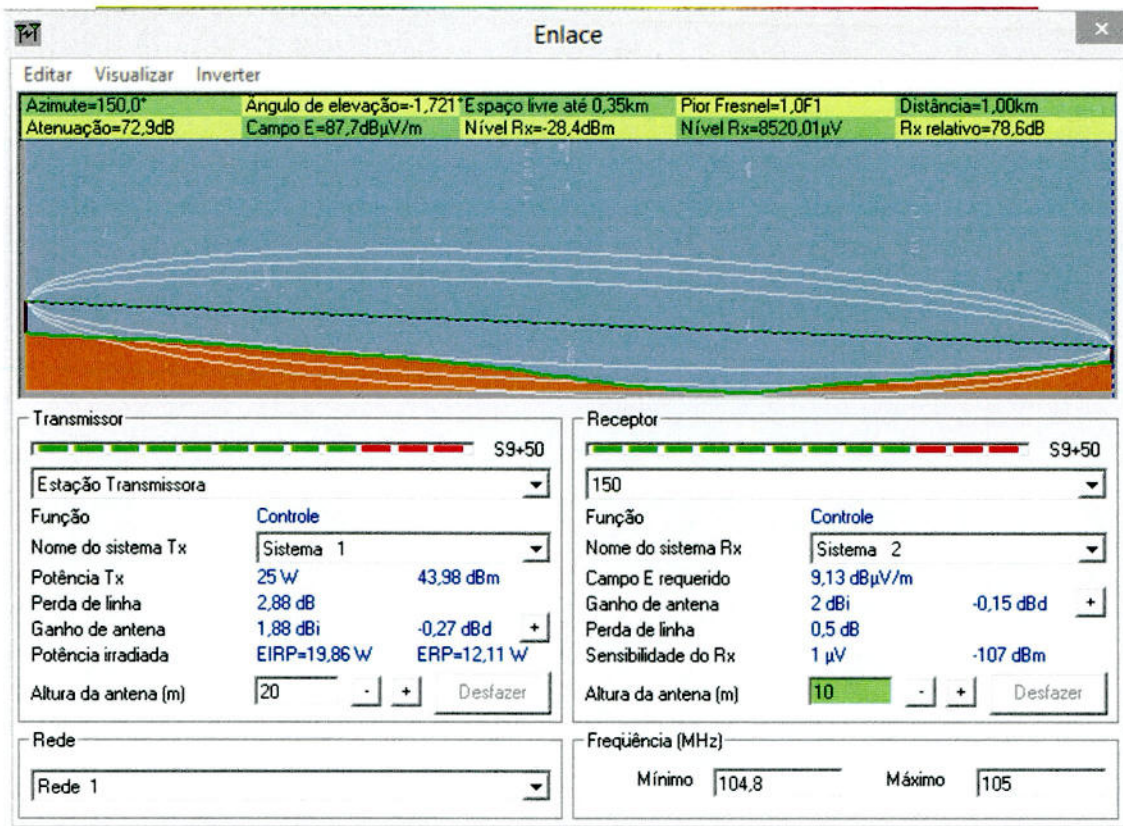 Enlace
Editar Visualizar Inverter
Azimute=150,0° Ângulo de elevação=-1,721° Espaço livre até 0,35km Pior Fresnel=1,0F1 Distância=1,00km
Atenuação=72,9dB Campo E=87,7dBµV/m Nível Rx=-28,4dBm Nível Rx=8520,01µV Rx relativo=78,6dB
Transmissor
S9+50
Estação Transmissora
Função Controle
Nome do sistema Tx Sistema 1
Potência Tx 25 W 43,98 dBm
Perda de linha 2,88 dB
Ganho de antena 1,88 dBi -0,27 dBd +
Potência irradiada EIRP=19,86 W ERP=12,11 W
Altura da antena (m) 20 - + Desfazer
Rede
Rede 1
Receptor
S9+50
150
Função Controle
Nome do sistema Rx Sistema 2
Campo E requerido 9,13 dBµV/m
Ganho de antena 2 dBi -0,15 dBd +
Perda de linha 0,5 dB
Sensibilidade do Rx 1 µV -107 dBm
Altura da antena (m) 10 - + Desfazer
Freqüência (MHz)
Mínimo 104,8 Máximo 105